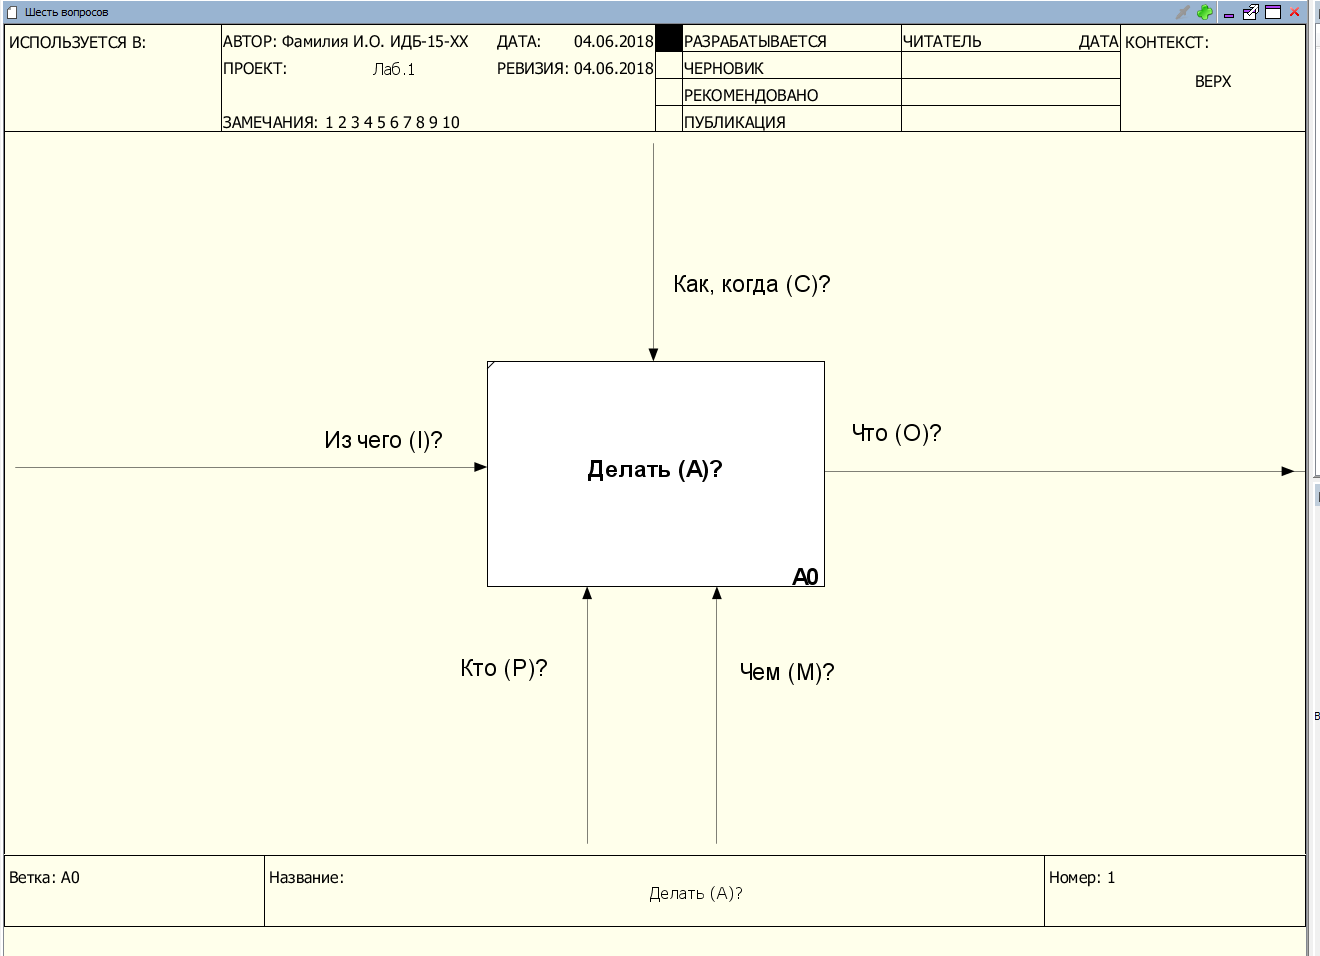 Шесть вопросов
ИСПОЛЬЗУЕТСЯ В:
АВТОР: Фамилия И.О. ИДБ-15-ХХ
ДАТА: 04.06.2018
ПРОЕКТ: Лаб.1
РЕВИЗИЯ: 04.06.2018
ЗАМЕЧАНИЯ: 1 2 3 4 5 6 7 8 9 10
РАЗРАБАТЫВАЕТСЯ
ЧЕРНОВИК
РЕКОМЕНДОВАНО
ПУБЛИКАЦИЯ
ЧИТАТЕЛЬ ДАТА
КОНТЕКСТ:
ВЕРХ
Как, когда (C)?
Из чего (I)?
Что (O)?
Делать (A)?
A0
Кто (P)?
Чем (M)?
Ветка: A0
Название:
Делать (A)?
Номер: 1